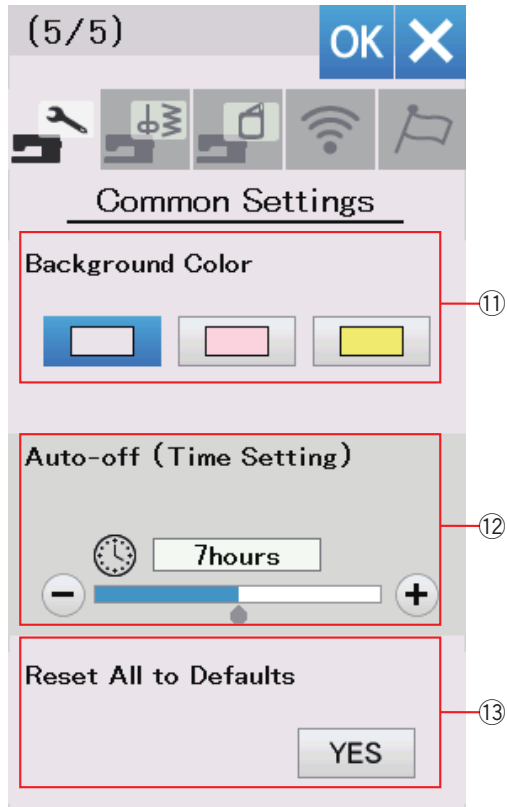 (5/5)
OK
Common Settings
Background Color
⑪
Auto-off (Time Setting)
⑫
7hours
Reset All to Defaults
⑬
YES